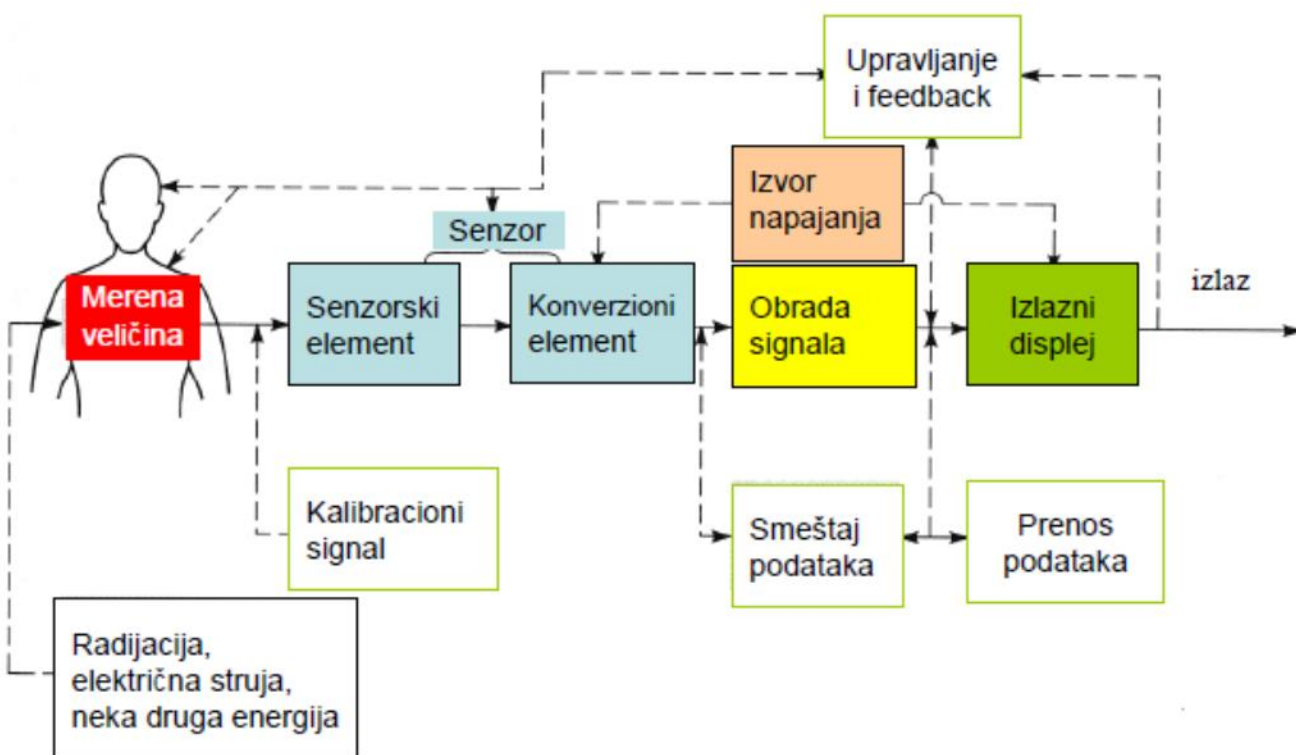 Upravljanje
i feedback
Izvor
napajanja
Senzor
Merena
veličina
Senzorski
element
Konverzioni
element
Obrada
signala
Izlazni
displej
izlaz
Kalibracioni
signal
Smeštaj
podataka
Prenos
podataka
Radijacija,
električna struja,
neka druga energija